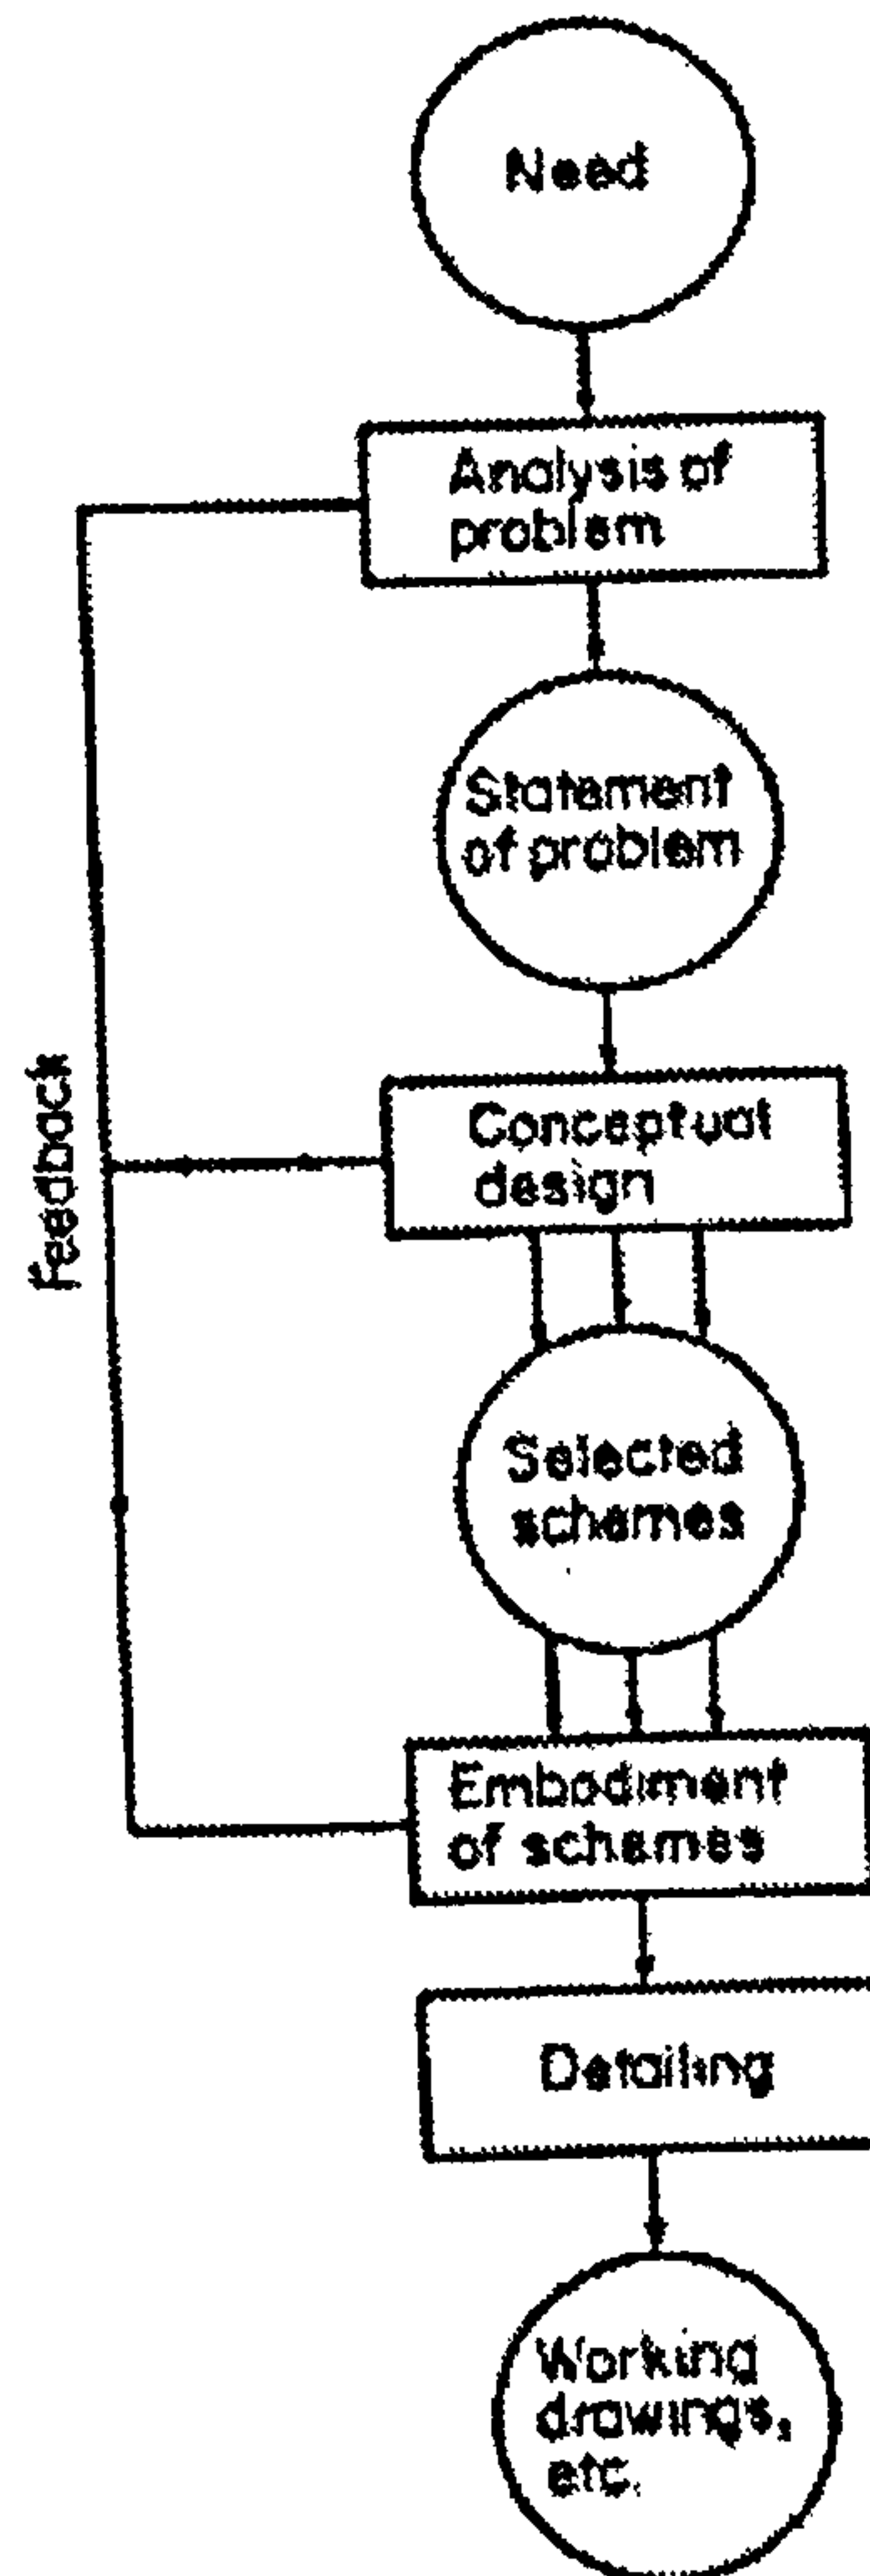 Need
Analysis of
problem
Statement
of problem
Feedback
Conceptual
design
Selected
schemes
Embodiment
of schemes
Detailing
Working
drawings,
etc.